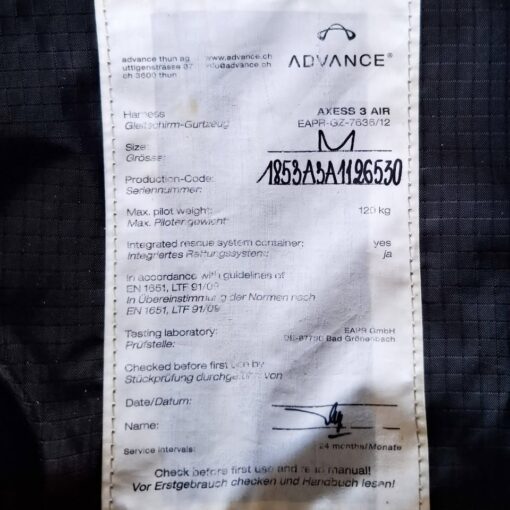 ADVANCE®
advance thun ag www.advance.ch
uttigenstrasse 87 info@advance.ch
ch 3600 thun
Harness AXESS 3 AIR
Gleitschirm-Gurtzeug EAPR-GZ-7636/12
Size: M
Grösse:
Production-Code: 1853A3A1126530
Seriennummer:
Max. pilot weight: 120 kg
Max. Pilotengewicht:
Integrated rescue system container: yes
Integriertes Rettungssystem: ja
In accordance with guidelines of
EN 1651, LTF 91/09
In Übereinstimmung der Normen nach
EN 1651, LTF 91/09
Testing laboratory: EAPR GmbH
Prüfstelle: DE-87730 Bad Grönenbach
Checked before first use by
Stückprüfung durchgeführt von
Date/Datum:
Name:
Service intervals: 24 months/Monate
Check before first use and read manual!
Vor Erstgebrauch checken und Handbuch lesen!